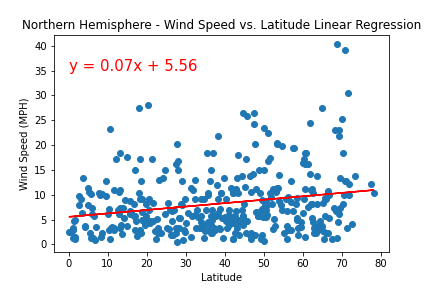 Northern Hemisphere - Wind Speed vs. Latitude Linear Regression
40
35
30
25
20
15
10
5
0
Wind Speed (MPH)
y = 0.07x + 5.56
0 10 20 30 40 50 60 70 80
Latitude